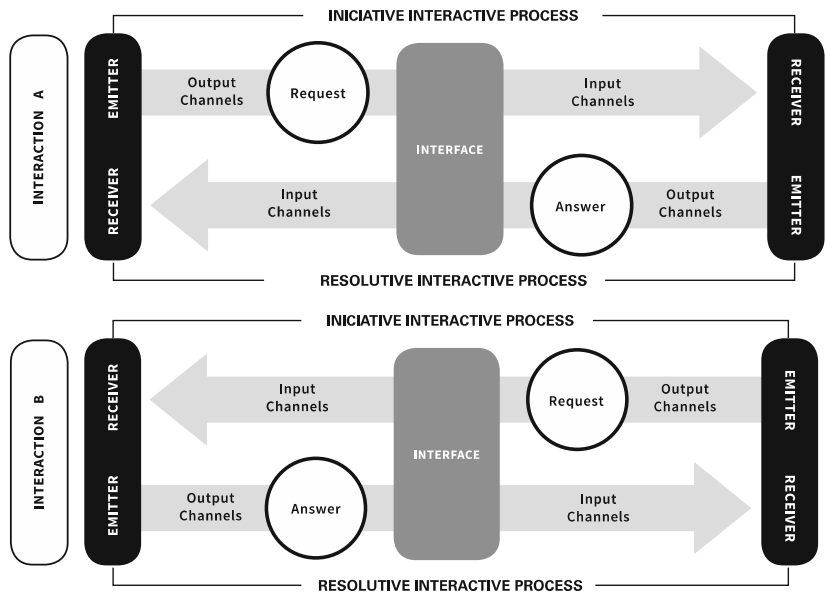 INICIATIVE INTERACTIVE PROCESS
INTERACTION A
EMITTER
Output
Channels
Request
INTERFACE
Input
Channels
RECEIVER
RECEIVER
Input
Channels
Answer
Output
Channels
EMITTER
RESOLUTIVE INTERACTIVE PROCESS
INICIATIVE INTERACTIVE PROCESS
INTERACTION B
RECEIVER
Input
Channels
INTERFACE
Request
Output
Channels
EMITTER
EMITTER
Output
Channels
Answer
Input
Channels
RECEIVER
RESOLUTIVE INTERACTIVE PROCESS